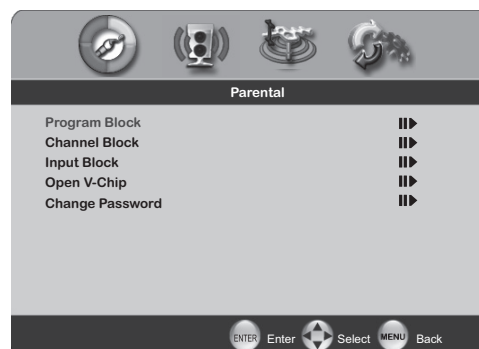 Parental
Program Block
Channel Block
Input Block
Open V-Chip
Change Password
ENTER Enter Select MENU Back